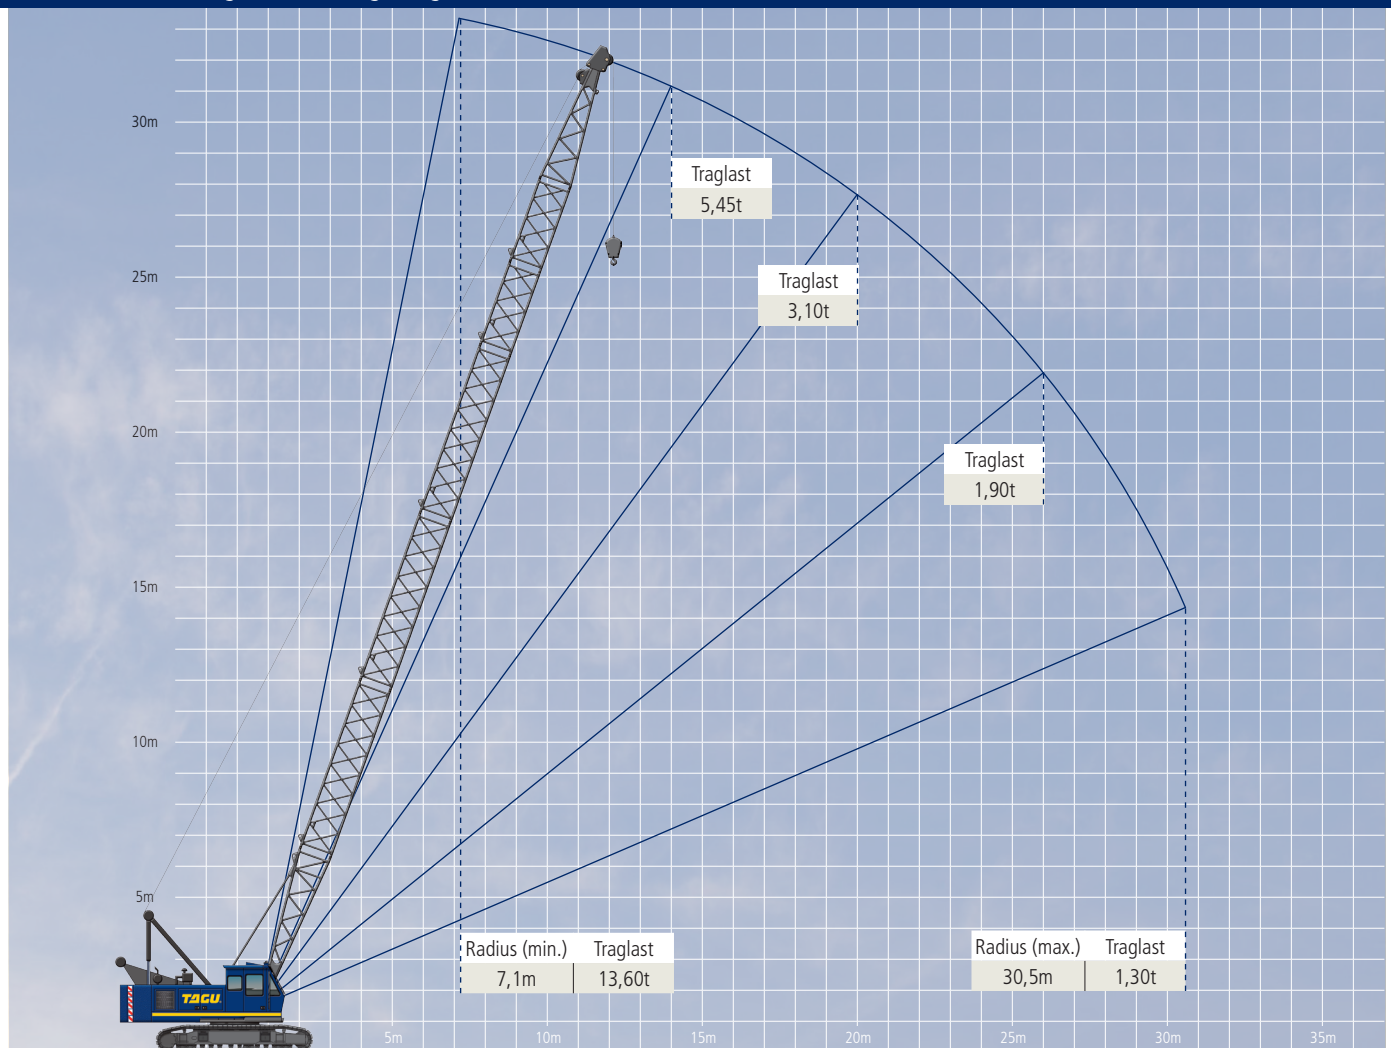 30m
Traglast
5,45t
25m
Traglast
3,10t
20m
Traglast
1,90t
15m
10m
5m
Radius (min.) Traglast
7,1m 13,60t
Radius (max.) Traglast
30,5m 1,30t
TAGU
5m 10m 15m 20m 25m 30m 35m